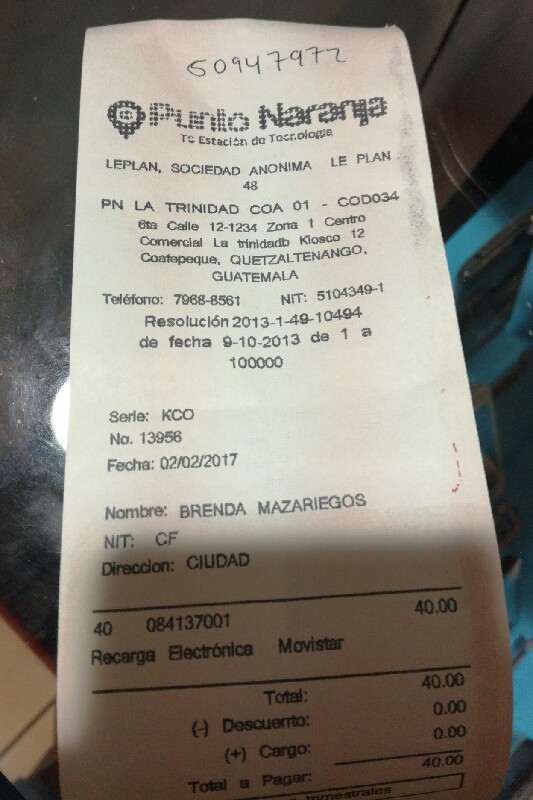 50947972
Punto Naranja
TS Estación de Tecnología
LEPLAN, SOCIEDAD ANONIMA LE PLAN
48
PN LA TRINIDAD COA 01 - COD034
6ta Calle 12-1234 Zona 1 Centro
Comercial La trinidadb Kiosco 12
Coatepeque, QUETZALTENANGO,
GUATEMALA
Teléfono: 7968-8561 NIT: 5104349-1
Resolución 2013-1-49-10494
de fecha 9-10-2013 de 1 a
100000
Serie: KCO
No. 13956
Fecha: 02/02/2017
Nombre: BRENDA MAZARIEGOS
NIT: CF
Direccion: CIUDAD
40 084137001 40.00
Recarga Electrónica Movistar
Total: 40.00
(-) Descuento: 0.00
(+) Cargo: 0.00
Total a Pagar: 40.00
trimestrales